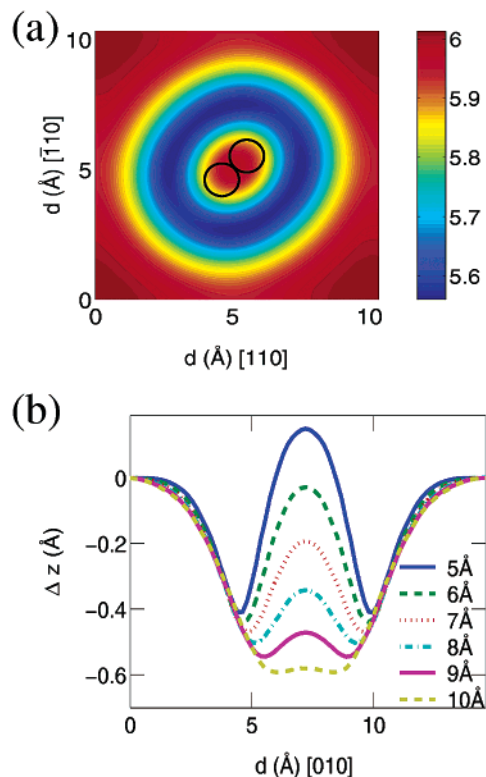 (a)
10
5
0
0
5
10
d (Å) [1̄10]
d (Å) [110]
6
5.9
5.8
5.7
5.6
(b)
0
−0.2
−0.4
−0.6
Δ z (Å)
5Å
6Å
7Å
8Å
9Å
10Å
0
5
10
d (Å) [010]